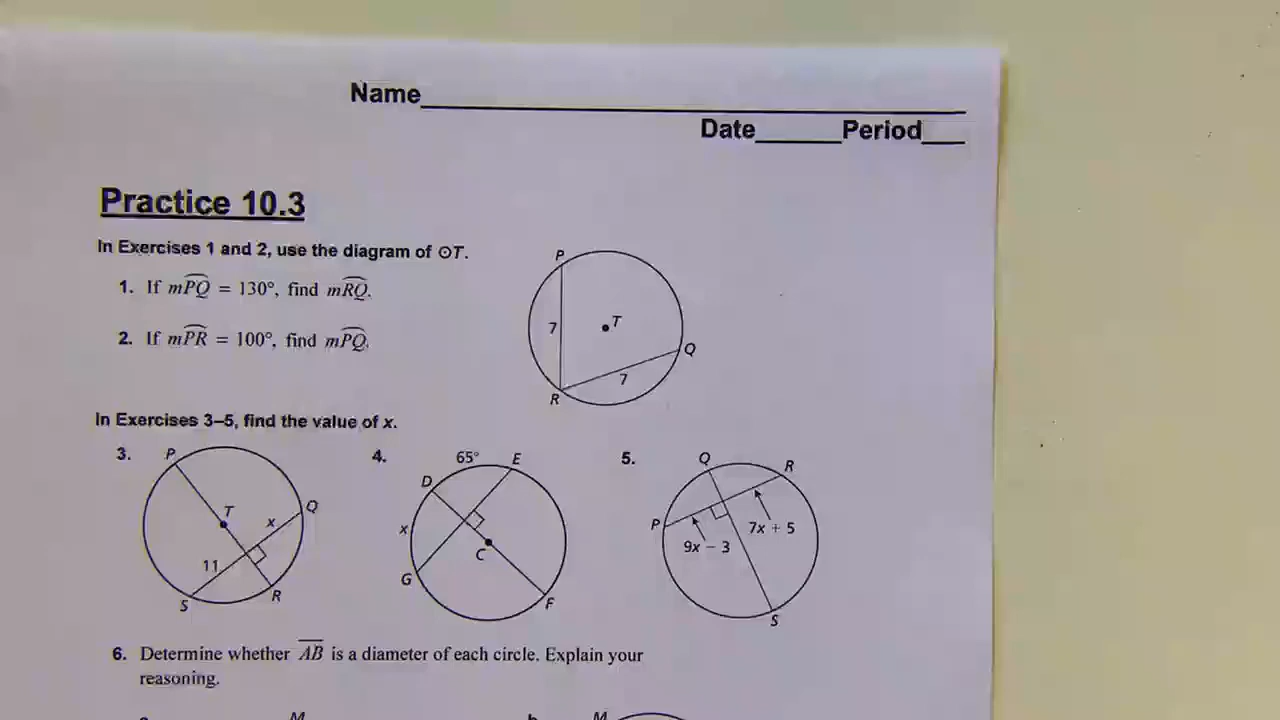 Name
Date Period
Practice 10.3
In Exercises 1 and 2, use the diagram of ⊙T.
1. If mPQ = 130°, find mRQ.
2. If mPR = 100°, find mPQ.
P
7
T
Q
7
R
In Exercises 3–5, find the value of x.
3.
P
T
Q
x
11
S
R
4.
65°
E
D
x
C
G
F
5.
Q
R
P
7x + 5
9x − 3
S
6. Determine whether AB is a diameter of each circle. Explain your
reasoning.
M
M